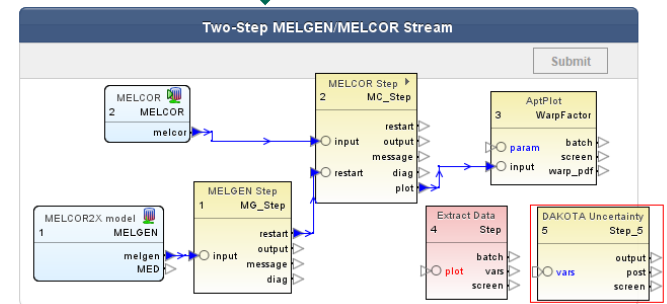 Two-Step MELGEN/MELCOR Stream
Submit
MELCOR
2 MELCOR
melcor
MELCOR Step
2 MC_Step
restart
input output
message
restart diag
plot
AptPlot
3 WarpFactor
batch
param
screen
input
warp_pdf
MELCOR2X model
1 MELGEN
melgen
MED
MELGEN Step
1 MG_Step
restart
output
input
message
diag
Extract Data
4 Step
batch
plot vars
screen
DAKOTA Uncertainty
5 Step_5
output
vars post
screen